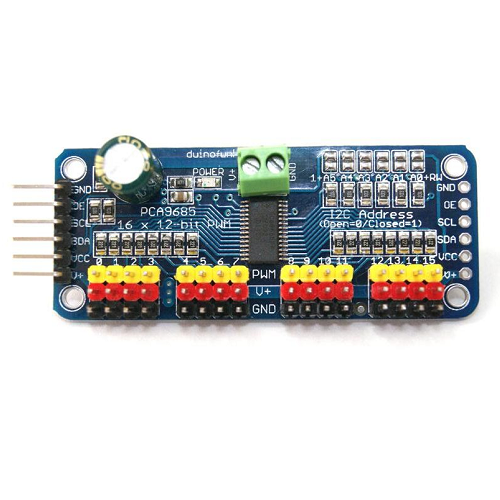 duinofun
POWER
V+
GND
1+A5 A4 A3 A2 A1 A0+RW
GND
OE
SCL
SDA
VCC
V+
PCA9685
16 x 12-bit PWM
I2C Address
(Open=0/Closed=1)
GND
OE
SCL
SDA
VCC
V+
0 1 2 3 4 5 6 7 8 9 10 11 12 13 14 15
PWM
V+
GND